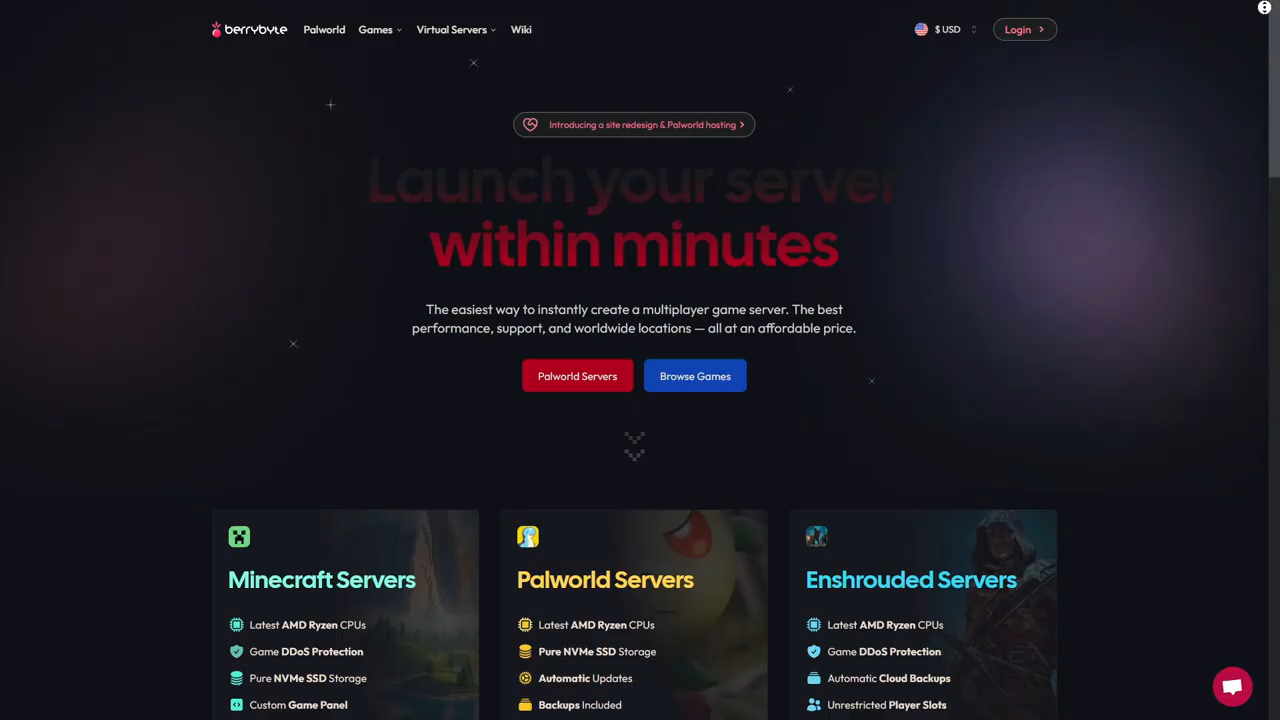 berrybyte
Palworld
Games
Virtual Servers
Wiki
$ USD
Login
Introducing a site redesign & Palworld hosting
Launch your server
within minutes
The easiest way to instantly create a multiplayer game server. The best
performance, support, and worldwide locations — all at an affordable price.
Palworld Servers
Browse Games
Minecraft Servers
Latest AMD Ryzen CPUs
Game DDoS Protection
Pure NVMe SSD Storage
Custom Game Panel
Palworld Servers
Latest AMD Ryzen CPUs
Pure NVMe SSD Storage
Automatic Updates
Backups Included
Enshrouded Servers
Latest AMD Ryzen CPUs
Game DDoS Protection
Automatic Cloud Backups
Unrestricted Player Slots